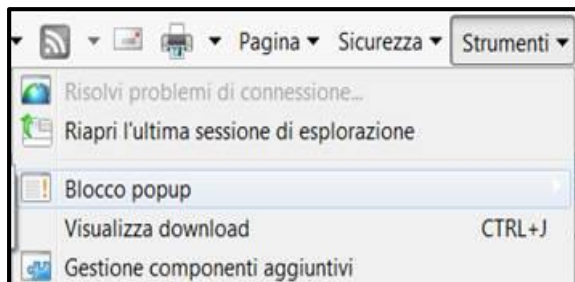 Pagina Sicurezza Strumenti
Risolvi problemi di connessione...
Riapri l'ultima sessione di esplorazione
Blocco popup
Visualizza download CTRL+J
Gestione componenti aggiuntivi